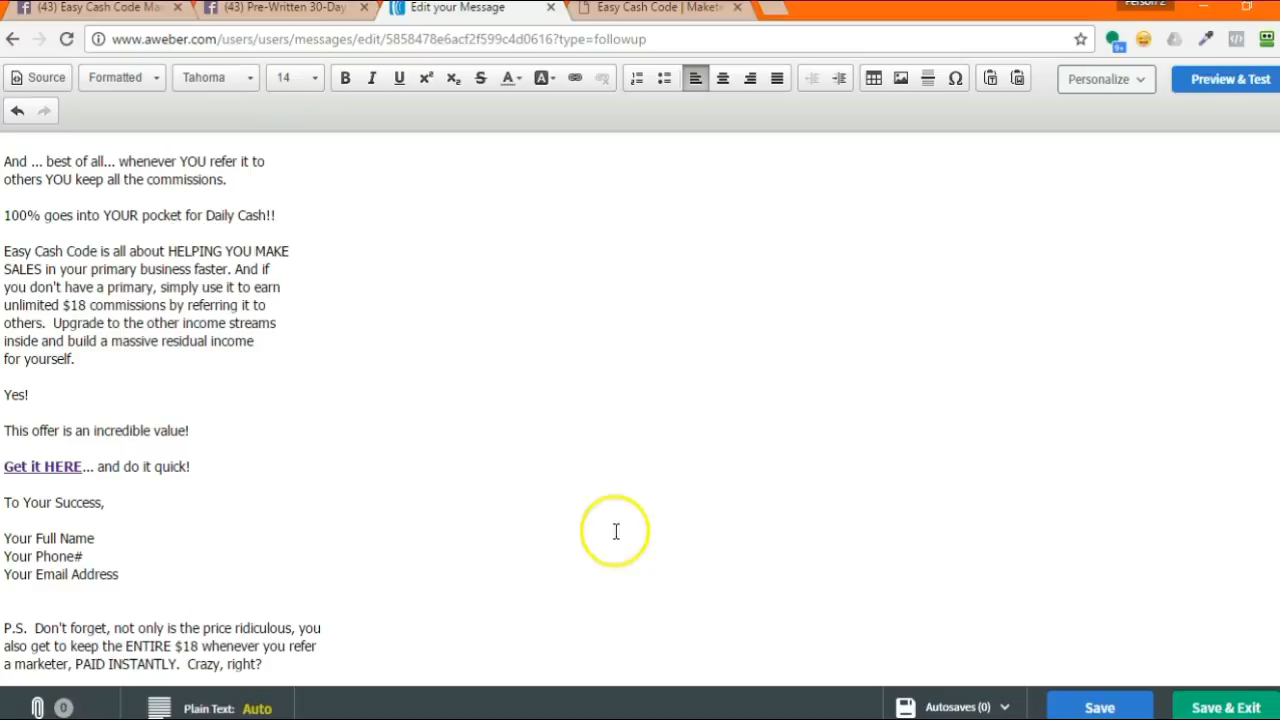 (43) Easy Cash Code Ma
(43) Pre-Written 30-Day
Edit your Message
Easy Cash Code | Maket
Person 2
www.aweber.com/users/users/messages/edit/5858478e6acf2f599c4d0616?type=followup
9+
Source
Formatted
Tahoma
14
Personalize
Preview & Test
And ... best of all... whenever YOU refer it to
others YOU keep all the commissions.
100% goes into YOUR pocket for Daily Cash!!
Easy Cash Code is all about HELPING YOU MAKE
SALES in your primary business faster. And if
you don't have a primary, simply use it to earn
unlimited $18 commissions by referring it to
others. Upgrade to the other income streams
inside and build a massive residual income
for yourself.
Yes!
This offer is an incredible value!
Get it HERE... and do it quick!
To Your Success,
Your Full Name
Your Phone#
Your Email Address
P.S. Don't forget, not only is the price ridiculous, you
also get to keep the ENTIRE $18 whenever you refer
a marketer, PAID INSTANTLY. Crazy, right?
0
Plain Text: Auto
Autosaves (0)
Save
Save & Exit